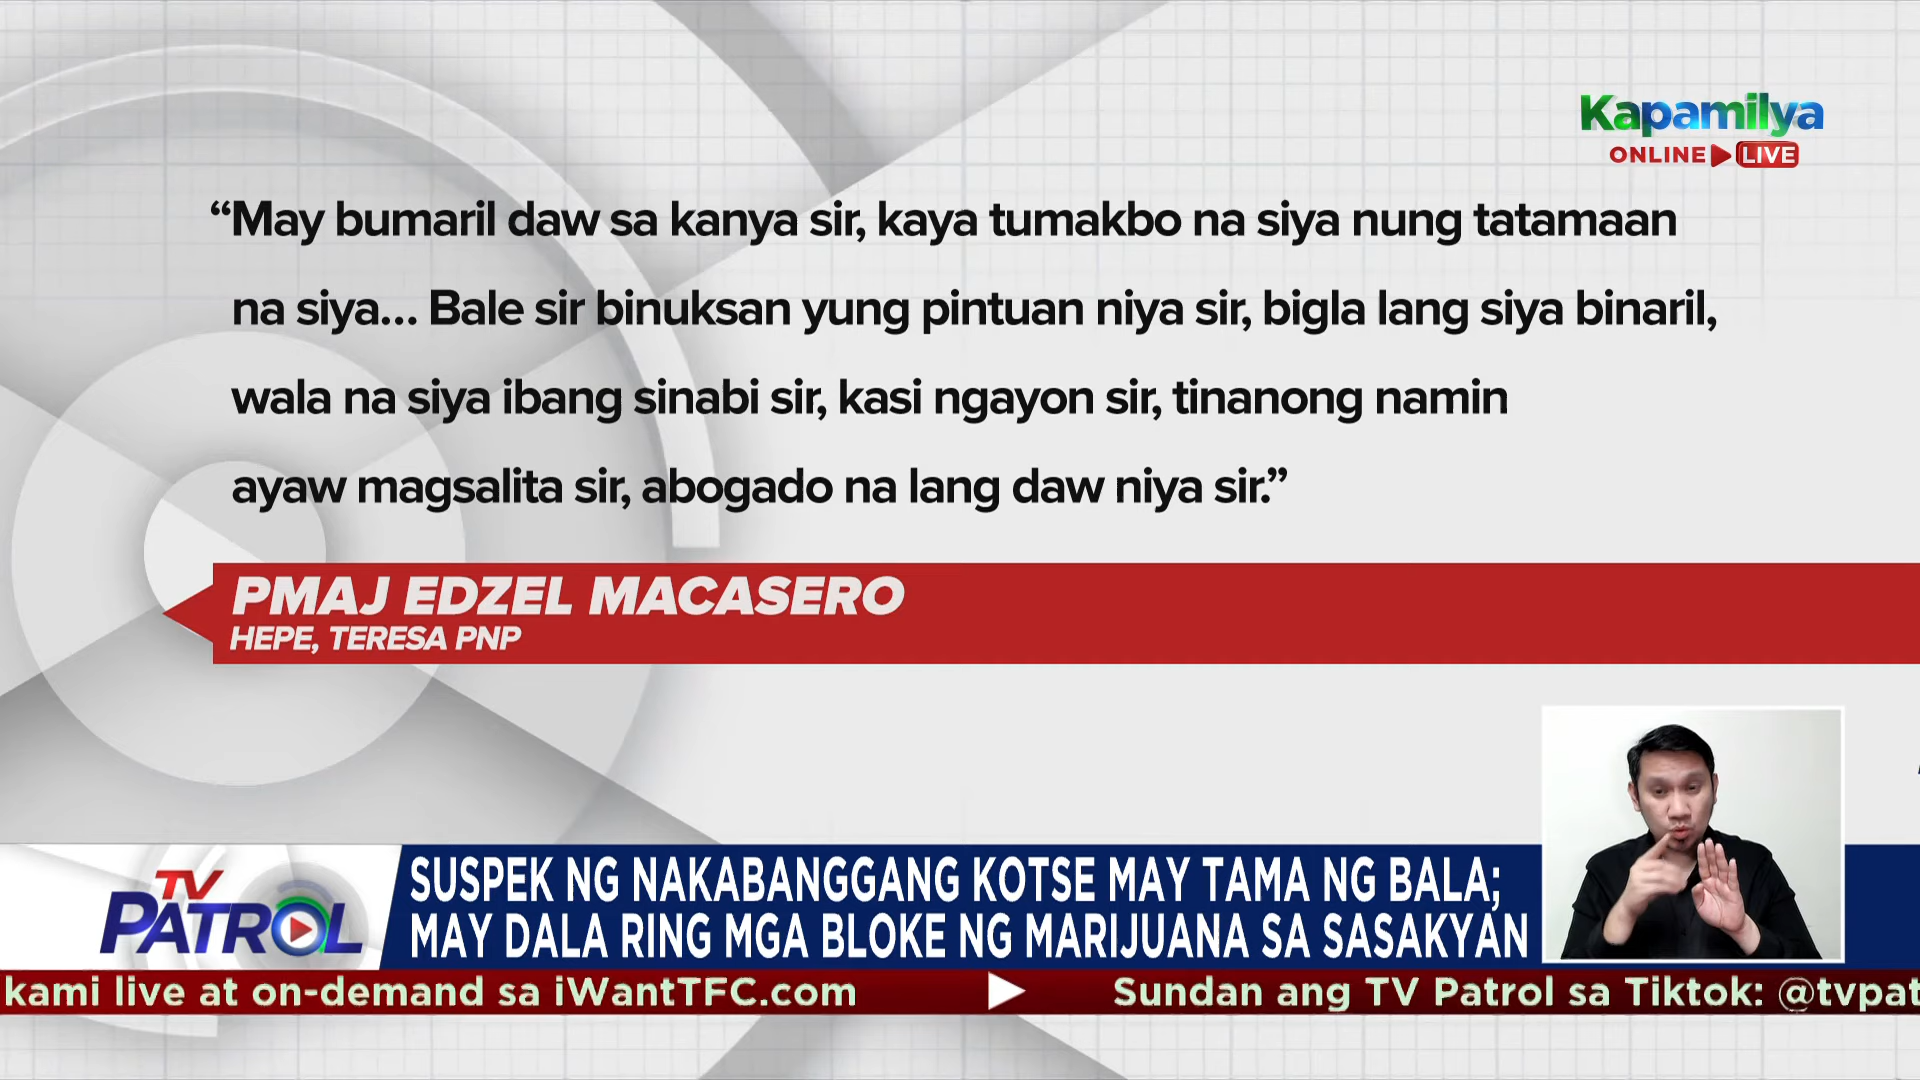 Kapamilya
ONLINE LIVE
“May bumaril daw sa kanya sir, kaya tumakbo na siya nung tatamaan
na siya... Bale sir binuksan yung pintuan niya sir, bigla lang siya binaril,
wala na siya ibang sinabi sir, kasi ngayon sir, tinanong namin
ayaw magsalita sir, abogado na lang daw niya sir.”
PMAJ EDZEL MACASERO
HEPE, TERESA PNP
TV PATROL
SUSPEK NG NAKABANGGANG KOTSE MAY TAMA NG BALA;
MAY DALA RING MGA BLOKE NG MARIJUANA SA SASAKYAN
kami live at on-demand sa iWantTFC.com Sundan ang TV Patrol sa Tiktok: @tvpat